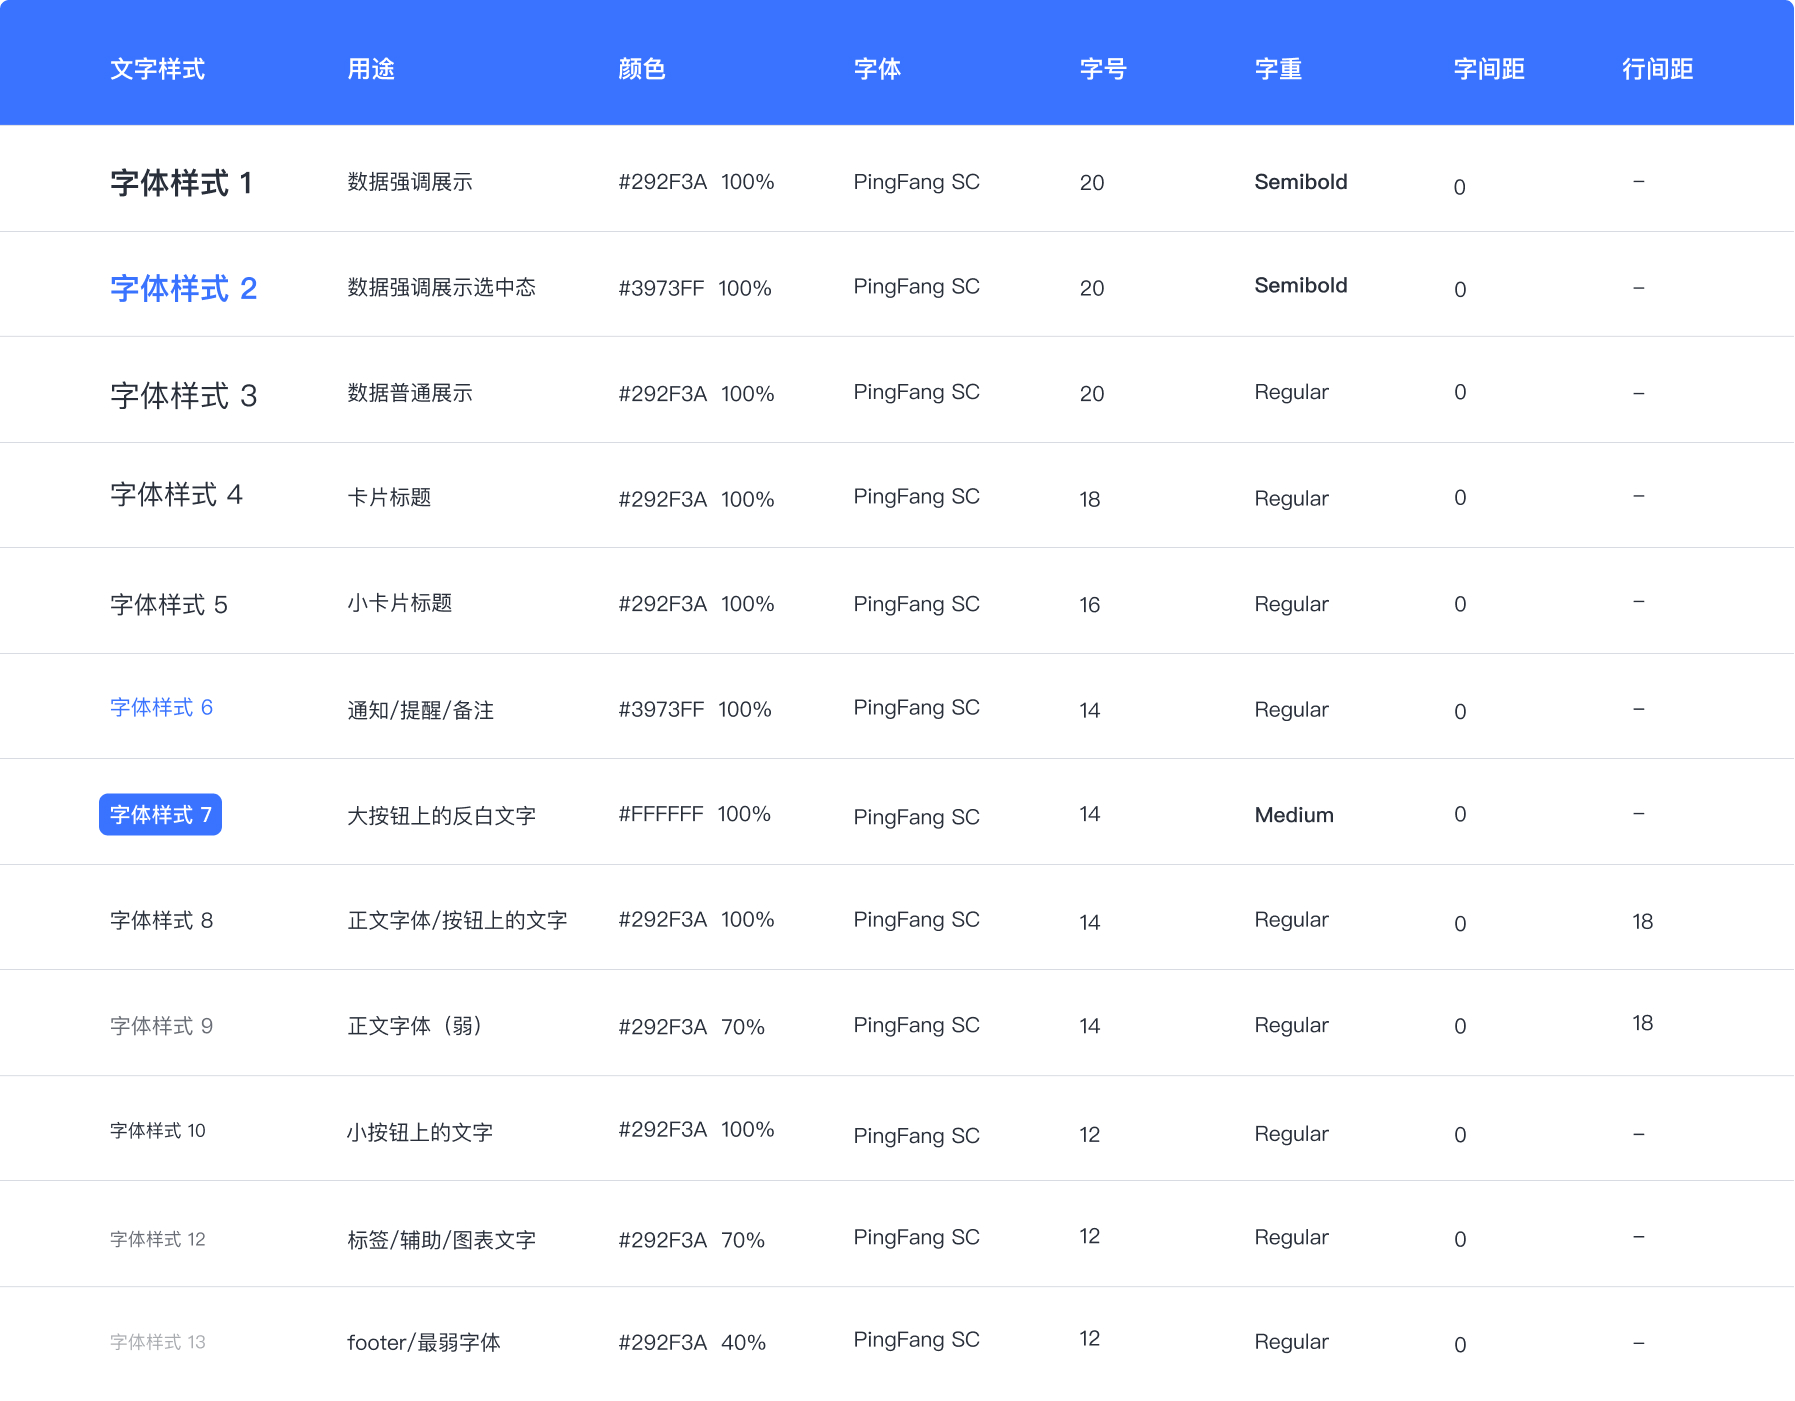 文字样式 用途 颜色 字体 字号 字重 字间距 行间距
字体样式 1 数据强调展示 #292F3A 100% PingFang SC 20 Semibold 0 –
字体样式 2 数据强调展示选中态 #3973FF 100% PingFang SC 20 Semibold 0 –
字体样式 3 数据普通展示 #292F3A 100% PingFang SC 20 Regular 0 –
字体样式 4 卡片标题 #292F3A 100% PingFang SC 18 Regular 0 –
字体样式 5 小卡片标题 #292F3A 100% PingFang SC 16 Regular 0 –
字体样式 6 通知/提醒/备注 #3973FF 100% PingFang SC 14 Regular 0 –
字体样式 7 大按钮上的反白文字 #FFFFFF 100% PingFang SC 14 Medium 0 –
字体样式 8 正文字体/按钮上的文字 #292F3A 100% PingFang SC 14 Regular 0 18
字体样式 9 正文字体（弱） #292F3A 70% PingFang SC 14 Regular 0 18
字体样式 10 小按钮上的文字 #292F3A 100% PingFang SC 12 Regular 0 –
字体样式 12 标签/辅助/图表文字 #292F3A 70% PingFang SC 12 Regular 0 –
字体样式 13 footer/最弱字体 #292F3A 40% PingFang SC 12 Regular 0 –